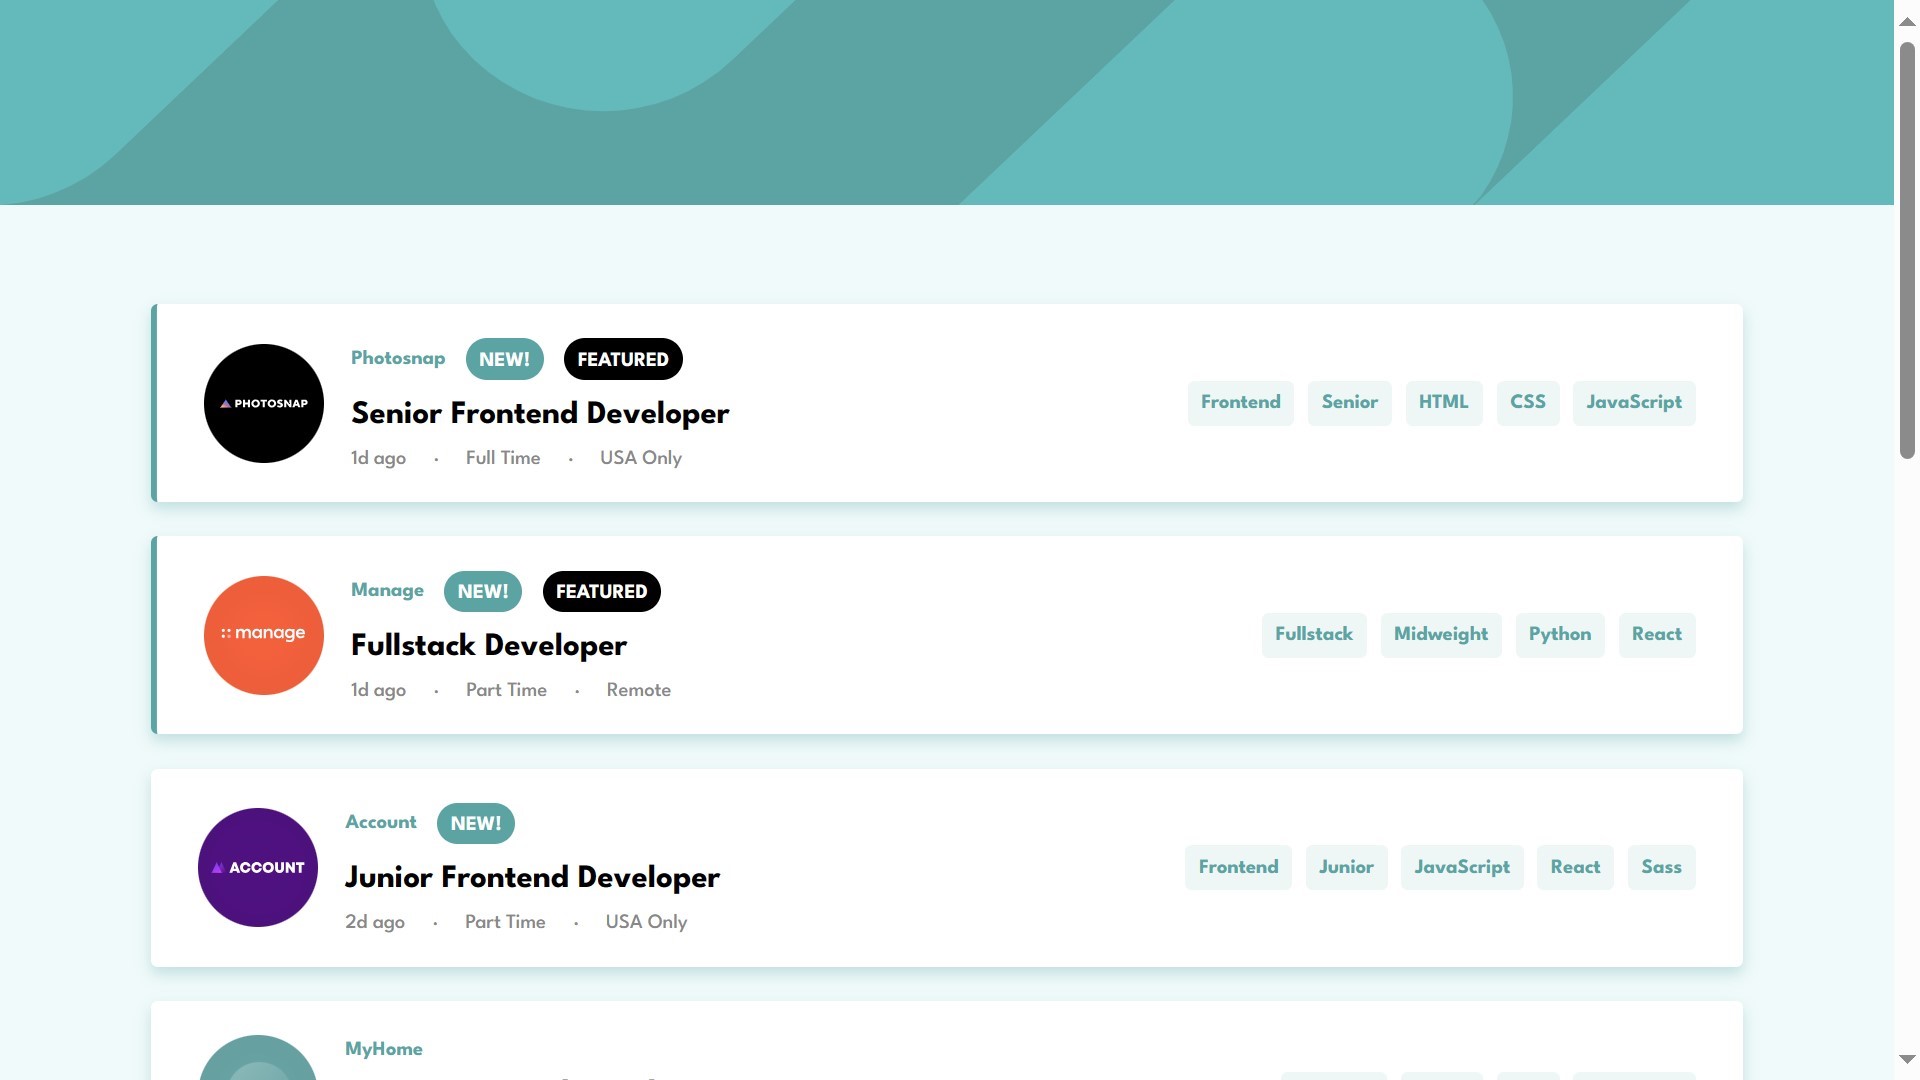 Photosnap NEW! FEATURED
PHOTOSNAP
Senior Frontend Developer
1d ago · Full Time · USA Only
Frontend Senior HTML CSS JavaScript
Manage NEW! FEATURED
manage
Fullstack Developer
1d ago · Part Time · Remote
Fullstack Midweight Python React
Account NEW!
ACCOUNT
Junior Frontend Developer
2d ago · Part Time · USA Only
Frontend Junior JavaScript React Sass
MyHome